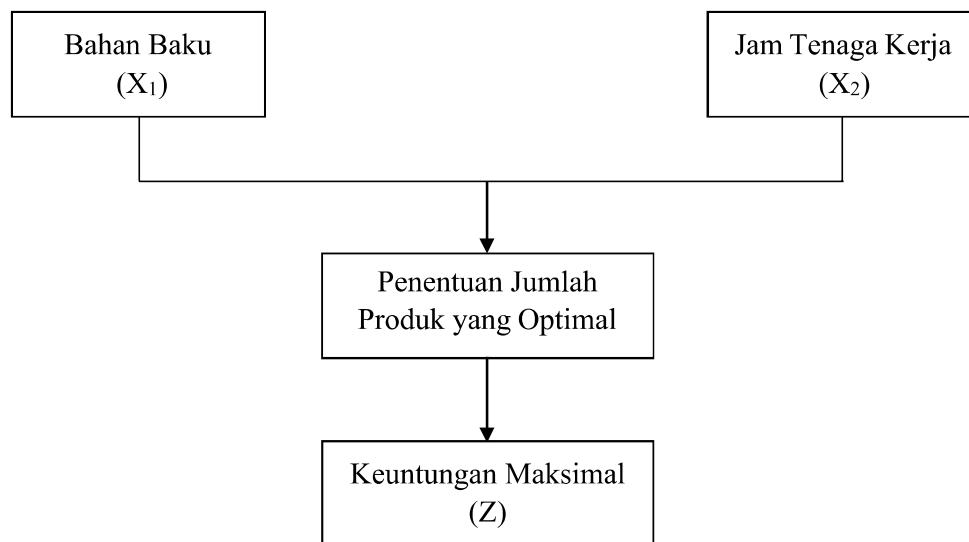 Bahan Baku
(X₁)
Jam Tenaga Kerja
(X₂)
Penentuan Jumlah
Produk yang Optimal
Keuntungan Maksimal
(Z)